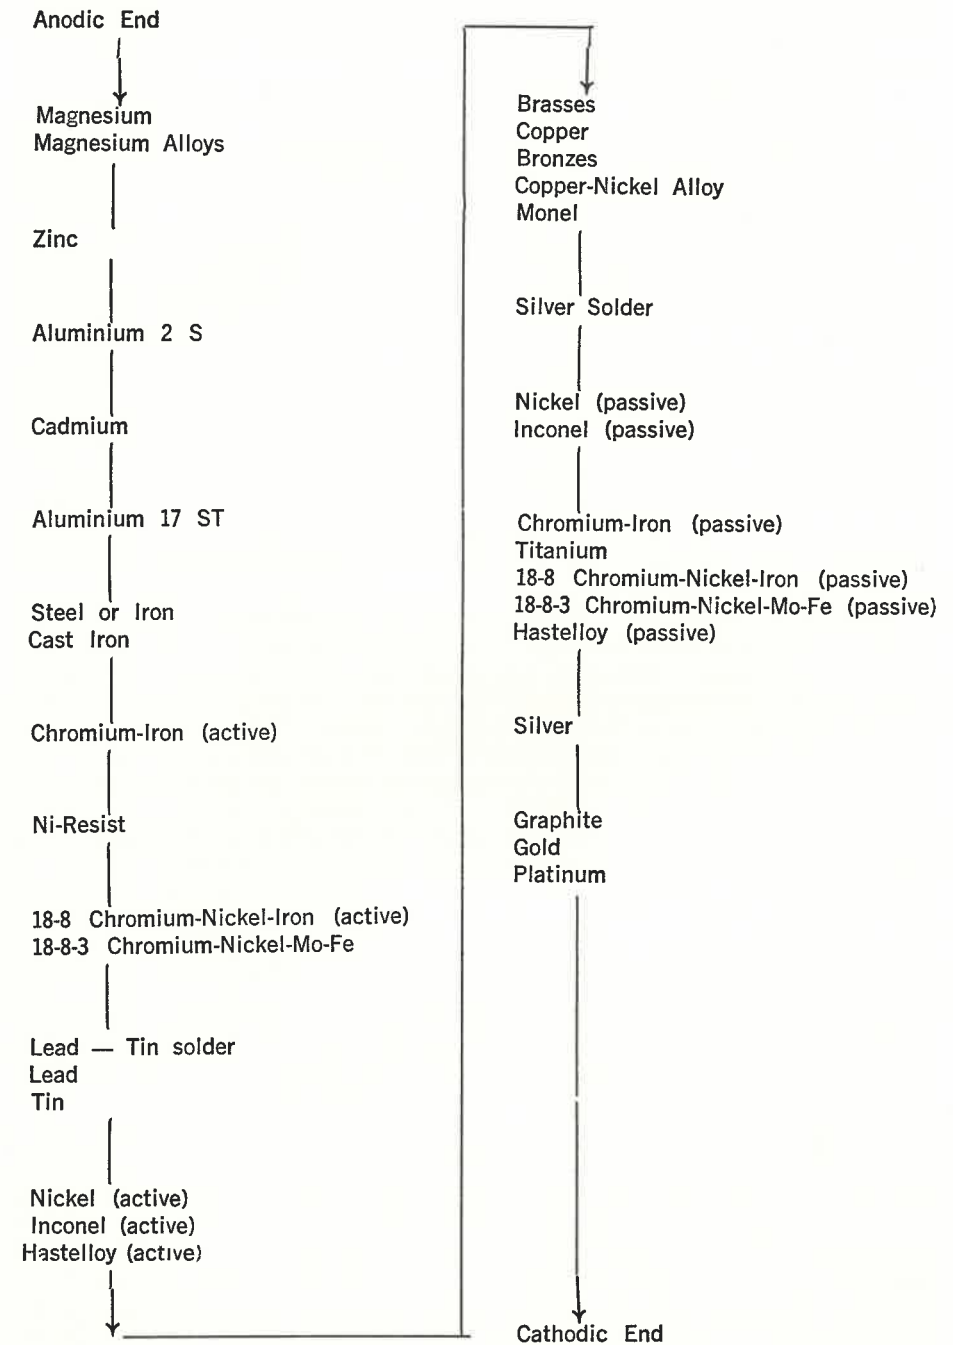 Anodic End
Magnesium
Magnesium Alloys
Zinc
Aluminium 2 S
Cadmium
Aluminium 17 ST
Steel or Iron
Cast Iron
Chromium-Iron (active)
Ni-Resist
18-8 Chromium-Nickel-Iron (active)
18-8-3 Chromium-Nickel-Mo-Fe
Lead — Tin solder
Lead
Tin
Nickel (active)
Inconel (active)
Hastelloy (active)
Brasses
Copper
Bronzes
Copper-Nickel Alloy
Monel
Silver Solder
Nickel (passive)
Inconel (passive)
Chromium-Iron (passive)
Titanium
18-8 Chromium-Nickel-Iron (passive)
18-8-3 Chromium-Nickel-Mo-Fe (passive)
Hastelloy (passive)
Silver
Graphite
Gold
Platinum
Cathodic End